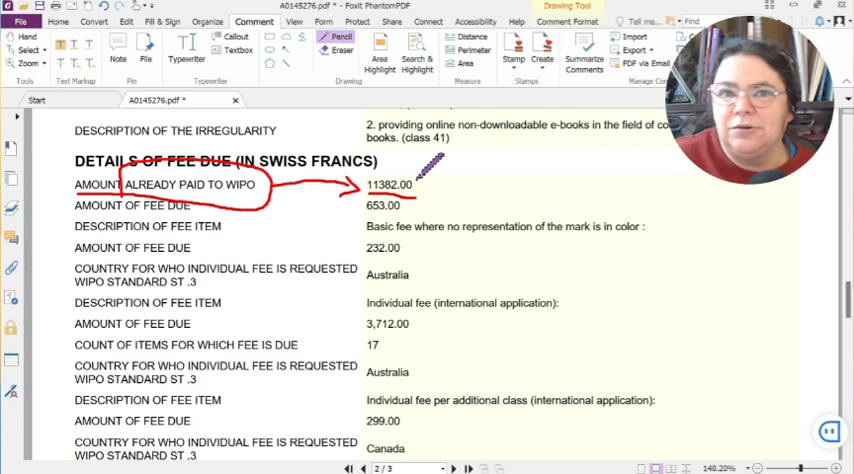 A0145276.pdf * - Foxit PhantomPDF
Drawing Tool
File Home Convert Edit Fill & Sign Organize Comment View Form Protect Share Connect Accessibility Help Comment Format Tell me... Find
Hand
Select
Zoom
Tools
Text Markup
Note
File
Pin
Typewriter
Callout
Textbox
Typewriter
Pencil
Eraser
Drawing
Area Highlight
Search & Highlight
Distance
Perimeter
Area
Measure
Stamp
Create
Stamps
Summarize Comments
Import
Export
FDF via Email
Manage Co
Start
A0145276.pdf *
DESCRIPTION OF THE IRREGULARITY
2. providing online non-downloadable e-books in the field of co
books. (class 41)
DETAILS OF FEE DUE (IN SWISS FRANCS)
AMOUNT ALREADY PAID TO WIPO 11382.00
AMOUNT OF FEE DUE 653.00
DESCRIPTION OF FEE ITEM Basic fee where no representation of the mark is in color :
AMOUNT OF FEE DUE 232.00
COUNTRY FOR WHO INDIVIDUAL FEE IS REQUESTED
WIPO STANDARD ST .3
Australia
DESCRIPTION OF FEE ITEM Individual fee (international application):
AMOUNT OF FEE DUE 3,712.00
COUNT OF ITEMS FOR WHICH FEE IS DUE 17
COUNTRY FOR WHO INDIVIDUAL FEE IS REQUESTED
WIPO STANDARD ST .3
Australia
DESCRIPTION OF FEE ITEM Individual fee per additional class (international application):
AMOUNT OF FEE DUE 299.00
COUNTRY FOR WHO INDIVIDUAL FEE IS REQUESTED
WIPO STANDARD ST .3
Canada
2 / 3
148.20%